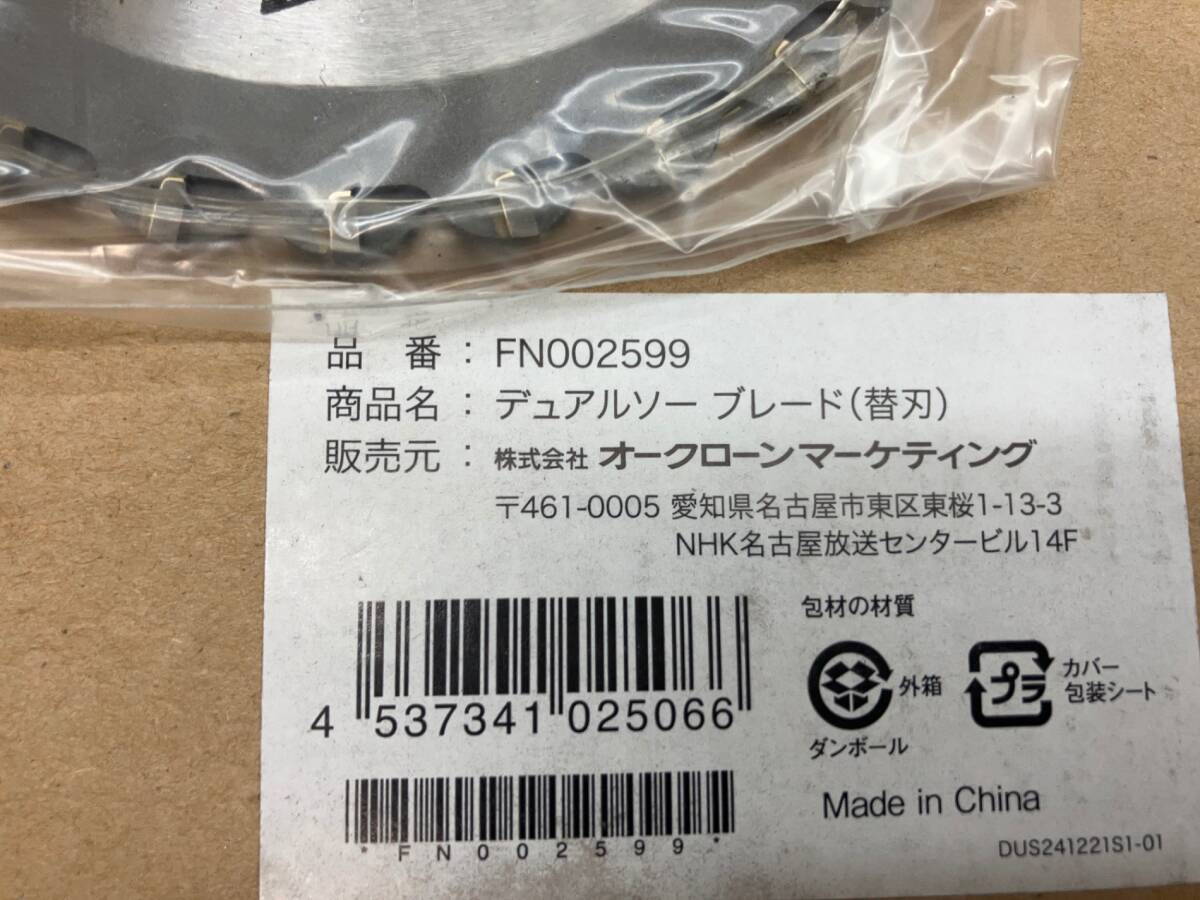 品 番 : FN002599
商品名 : デュアルソー ブレード(替刃)
販売元 : 株式会社 オークローンマーケティング
〒461-0005 愛知県名古屋市東区東桜1-13-3
NHK名古屋放送センタービル14F
包材の材質
外箱
ダンボール
プラ
カバー
包装シート
4 537341 025066
*FN002599*
Made in China
DUS241221S1-01